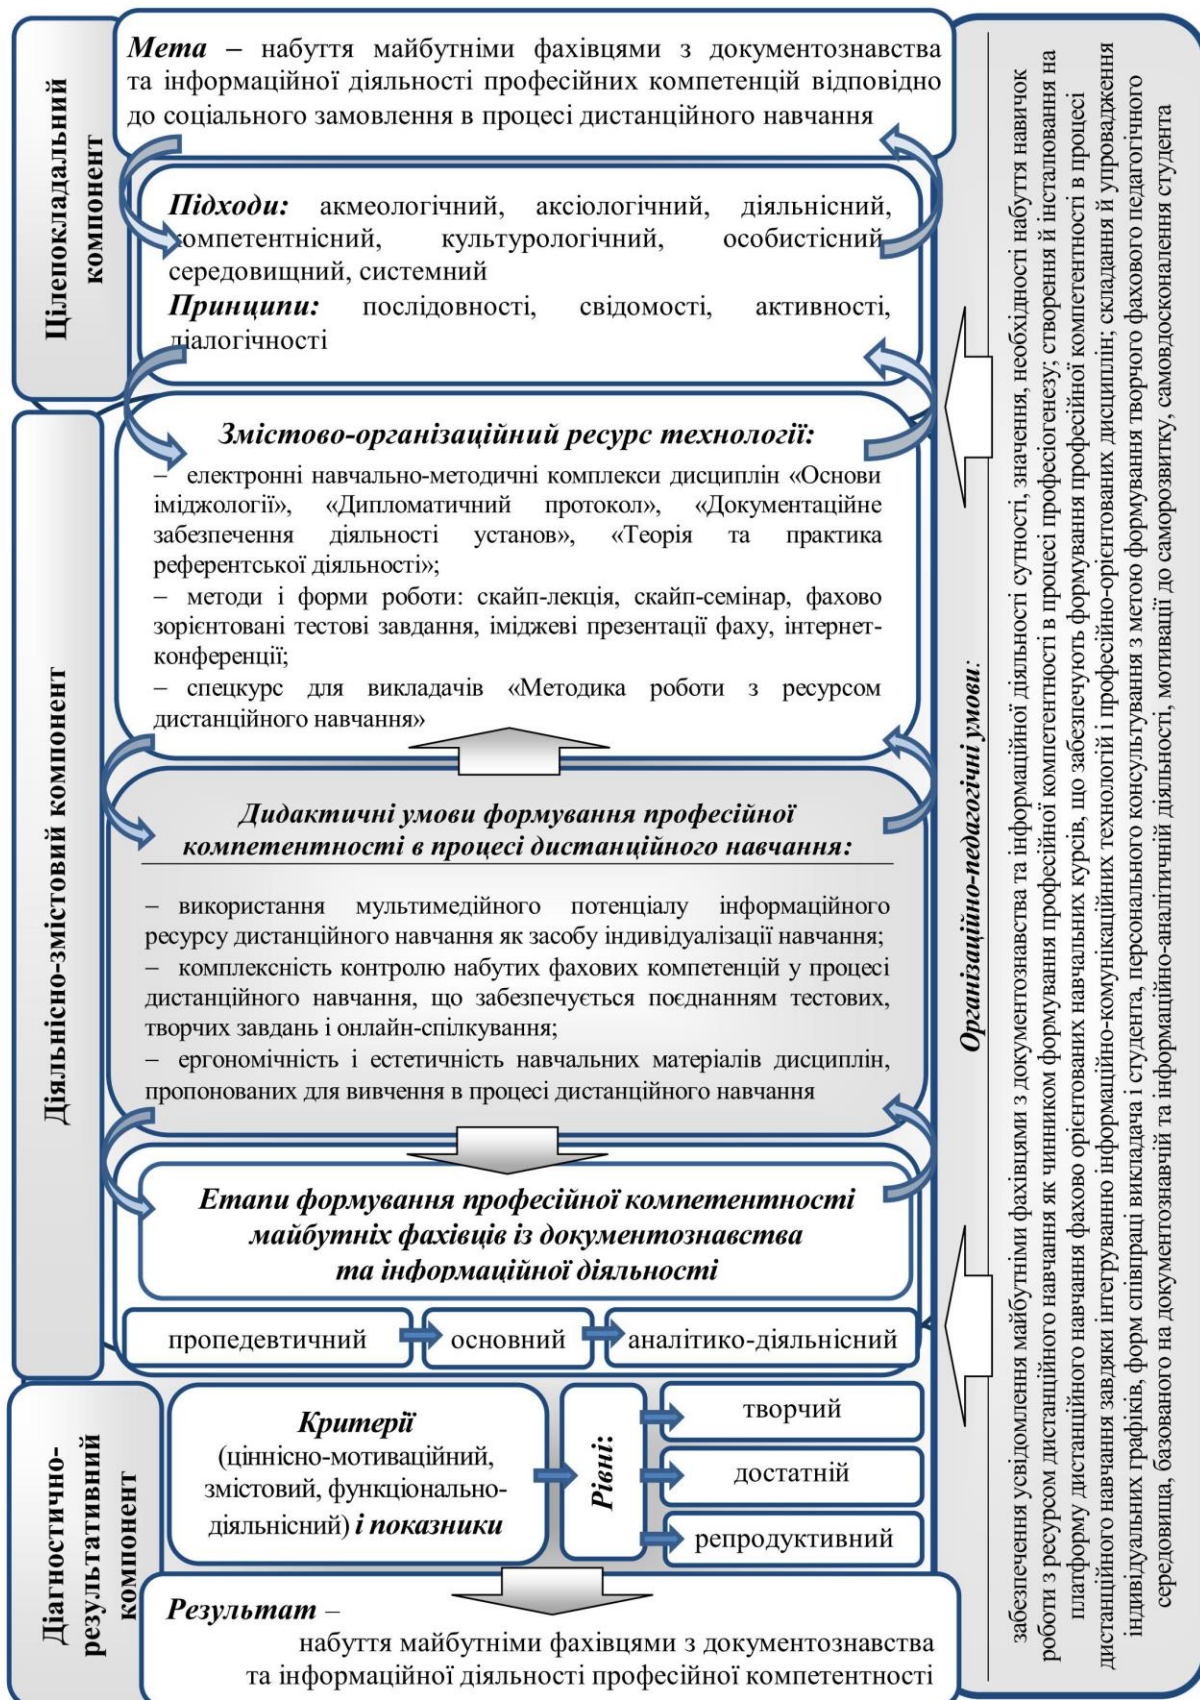 Цілепокладальний
компонент
Мета – набуття майбутніми фахівцями з документознавства
та інформаційної діяльності професійних компетенцій відповідно
до соціального замовлення в процесі дистанційного навчання
Підходи: акмеологічний, аксіологічний, діяльнісний,
компетентнісний, культурологічний, особистісний,
середовищний, системний
Принципи: послідовності, свідомості, активності,
діалогічності
Діяльнісно-змістовий компонент
Змістово-організаційний ресурс технології:
– електронні навчально-методичні комплекси дисциплін «Основи
іміджології», «Дипломатичний протокол», «Документаційне
забезпечення діяльності установ», «Теорія та практика
референтської діяльності»;
– методи і форми роботи: скайп-лекція, скайп-семінар, фахово
зорієнтовані тестові завдання, іміджеві презентації фаху, інтернет-
конференції;
– спецкурс для викладачів «Методика роботи з ресурсом
дистанційного навчання»
Дидактичні умови формування професійної
компетентності в процесі дистанційного навчання:
– використання мультимедійного потенціалу інформаційного
ресурсу дистанційного навчання як засобу індивідуалізації навчання;
– комплексність контролю набутих фахових компетенцій у процесі
дистанційного навчання, що забезпечується поєднанням тестових,
творчих завдань і онлайн-спілкування;
– ергономічність і естетичність навчальних матеріалів дисциплін,
пропонованих для вивчення в процесі дистанційного навчання
Етапи формування професійної компетентності
майбутніх фахівців із документознавства
та інформаційної діяльності
пропедевтичний
основний
аналітико-діяльнісний
Діагностично-
результативний
компонент
Критерії
(ціннісно-мотиваційний,
змістовий, функціонально-
діяльнісний) і показники
Рівні:
творчий
достатній
репродуктивний
Результат –
набуття майбутніми фахівцями з документознавства
та інформаційної діяльності професійної компетентності
Організаційно-педагогічні умови:
забезпечення усвідомлення майбутніми фахівцями з документознавства та інформаційної діяльності сутності, значення, необхідності набуття навичок
роботи з ресурсом дистанційного навчання як чинником формування професійної компетентності в процесі професіогенезу; створення й інсталювання на
платформу дистанційного навчання фахово орієнтованих навчальних курсів, що забезпечують формування професійної компетентності в процесі
дистанційного навчання завдяки інтегруванню інформаційно-комунікаційних технологій і професійно-орієнтованих дисциплін; складання й упровадження
індивідуальних графіків, форм співпраці викладача і студента, персонального консультування з метою формування творчого фахового педагогічного
середовища, базованого на документознавчій та інформаційно-аналітичній діяльності, мотивації до саморозвитку, самовдосконалення студента